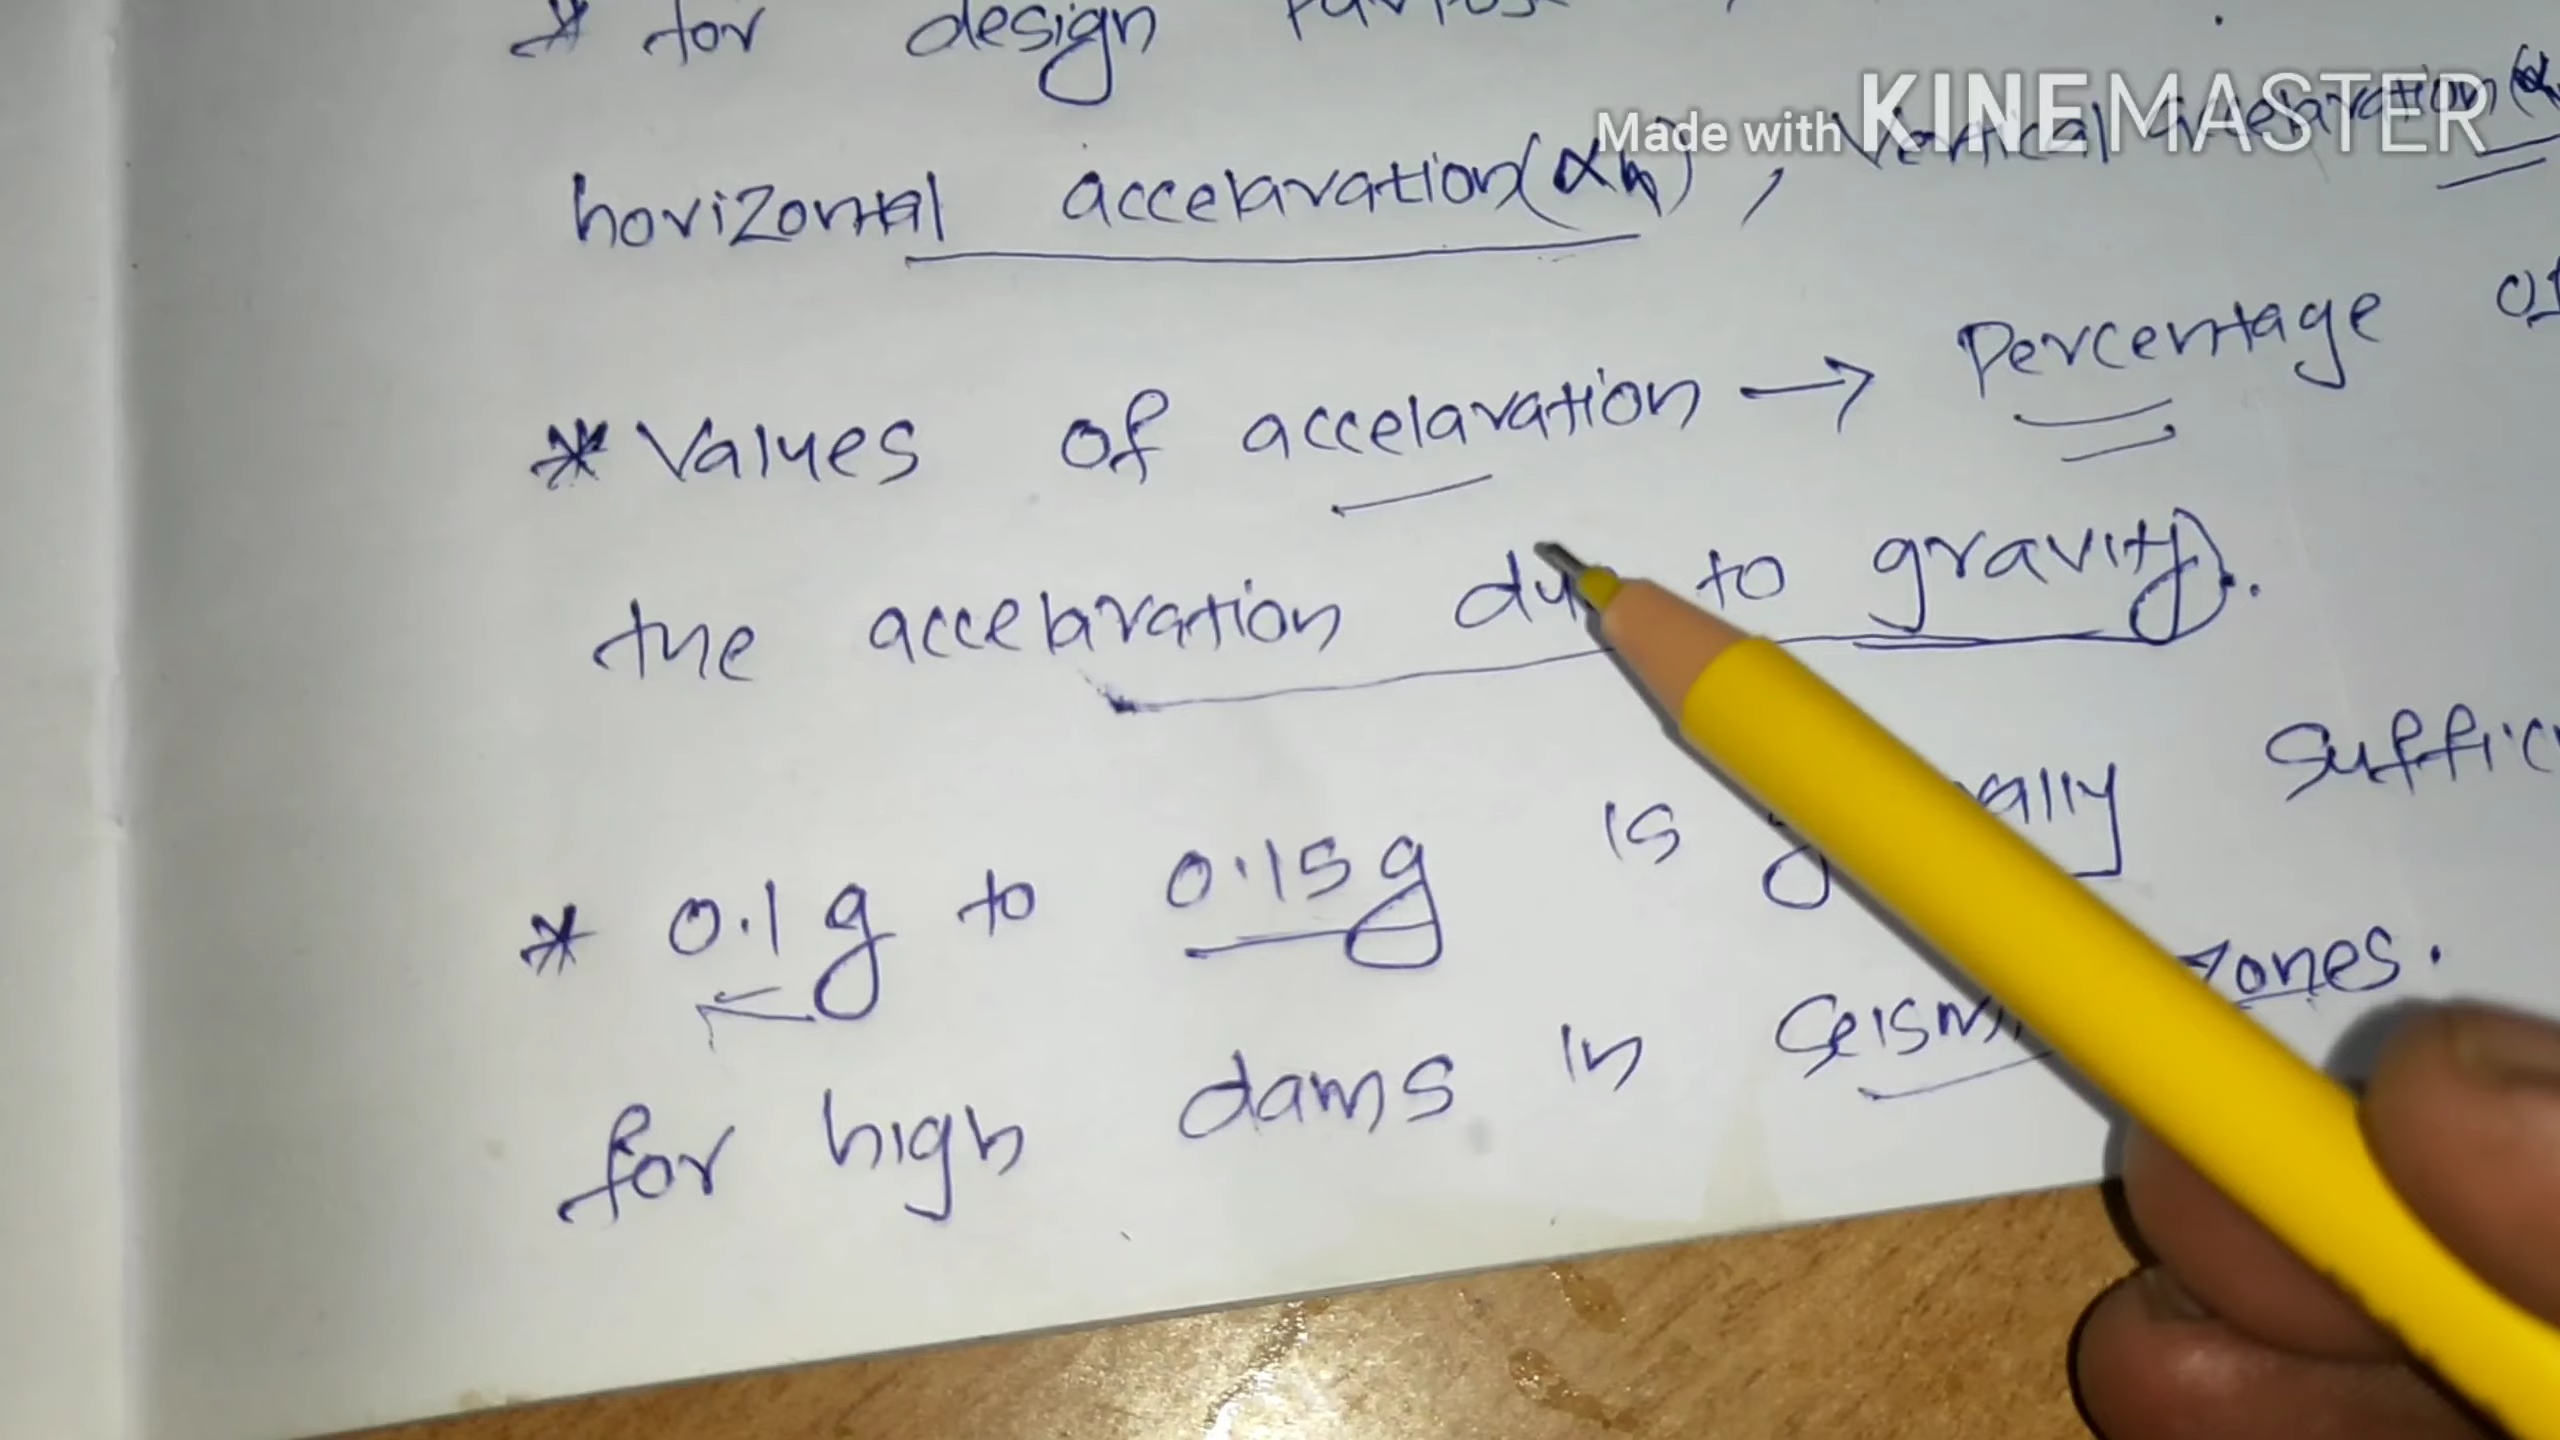 * for design
Made with KINEMASTER
horizontal accelaration(αh), Vertical accelaration(α
* Values of accelaration → Percentage of
the accelaration due to gravity).
* 0.1g to 0.15g is
for high dams in zones.